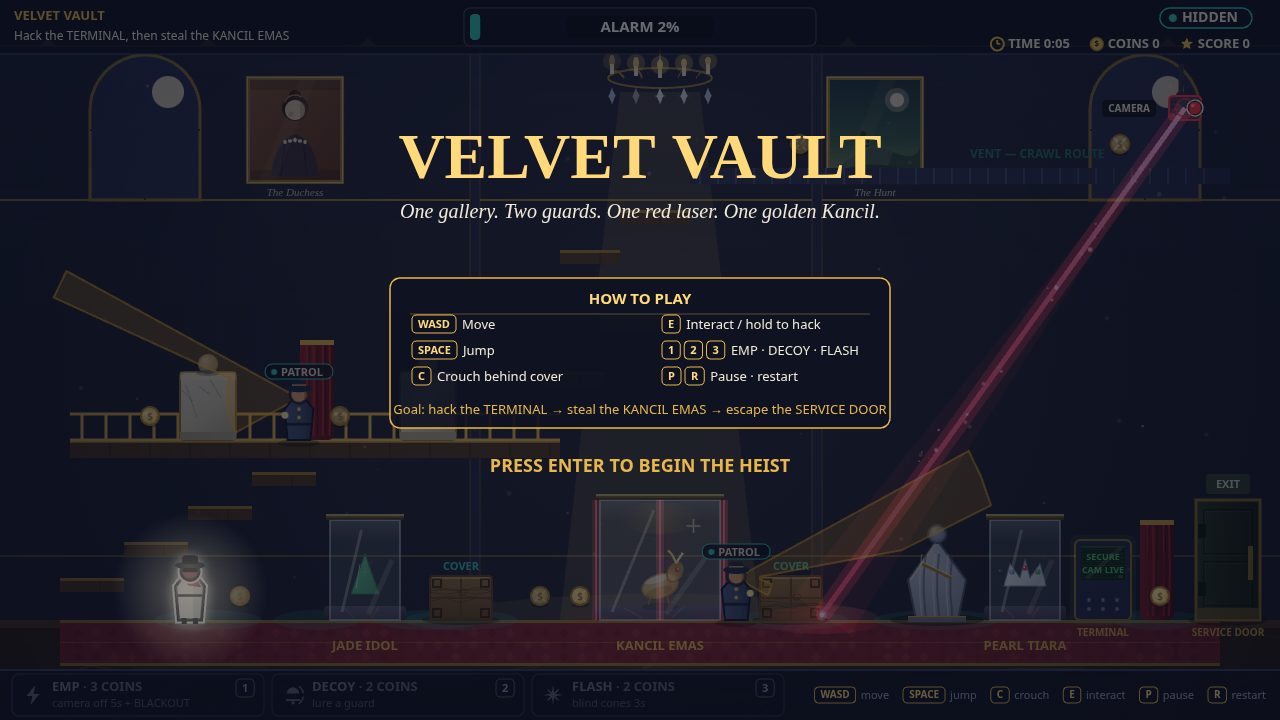 VELVET VAULT
Hack the TERMINAL, then steal the KANCIL EMAS
ALARM 2%
HIDDEN
TIME 0:05 COINS 0 SCORE 0
CAMERA
VENT — CRAWL ROUTE
The Duchess
The Hunt
VELVET VAULT
One gallery. Two guards. One red laser. One golden Kancil.
HOW TO PLAY
WASD Move
E Interact / hold to hack
SPACE Jump
1 2 3 EMP · DECOY · FLASH
C Crouch behind cover
P R Pause · restart
Goal: hack the TERMINAL → steal the KANCIL EMAS → escape the SERVICE DOOR
PATROL
PRESS ENTER TO BEGIN THE HEIST
EXIT
PATROL
COVER
COVER
SECURE
CAM LIVE
JADE IDOL
KANCIL EMAS
PEARL TIARA
TERMINAL
SERVICE DOOR
EMP · 3 COINS 1
camera off 5s + BLACKOUT
DECOY · 2 COINS 2
lure a guard
FLASH · 2 COINS 3
blind cones 3s
WASD move SPACE jump C crouch E interact P pause R restart